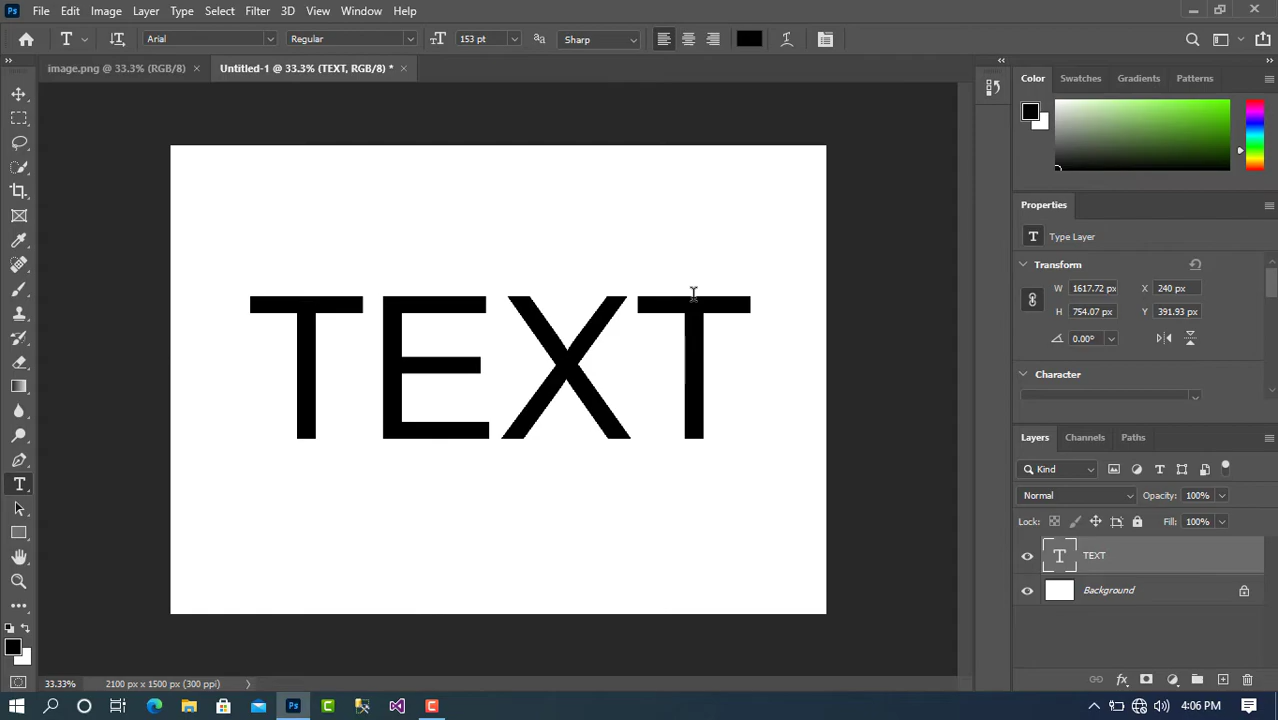 Ps File Edit Image Layer Type Select Filter 3D View Window Help
T Arial Regular 153 pt Sharp
image.png @ 33.3% (RGB/8) × Untitled-1 @ 33.3% (TEXT, RGB/8) * ×
Color Swatches Gradients Patterns
Properties
T Type Layer
Transform
W 1617.72 px X 240 px
H 754.07 px Y 391.93 px
0.00°
Character
TEXT
Layers Channels Paths
Kind
Normal Opacity: 100%
Lock: Fill: 100%
T TEXT
Background
33.33% 2100 px x 1500 px (300 ppi)
4:06 PM